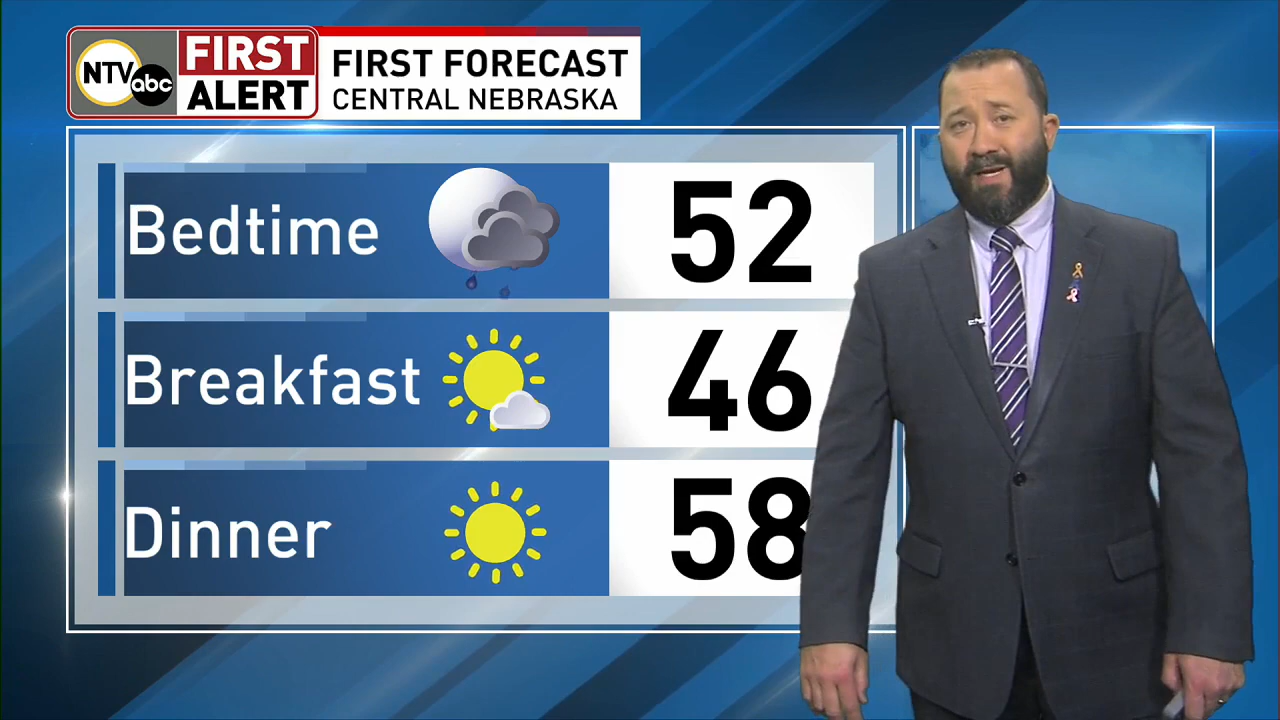 NTV abc
FIRST
ALERT
FIRST FORECAST
CENTRAL NEBRASKA
Bedtime 52
Breakfast 46
Dinner 58